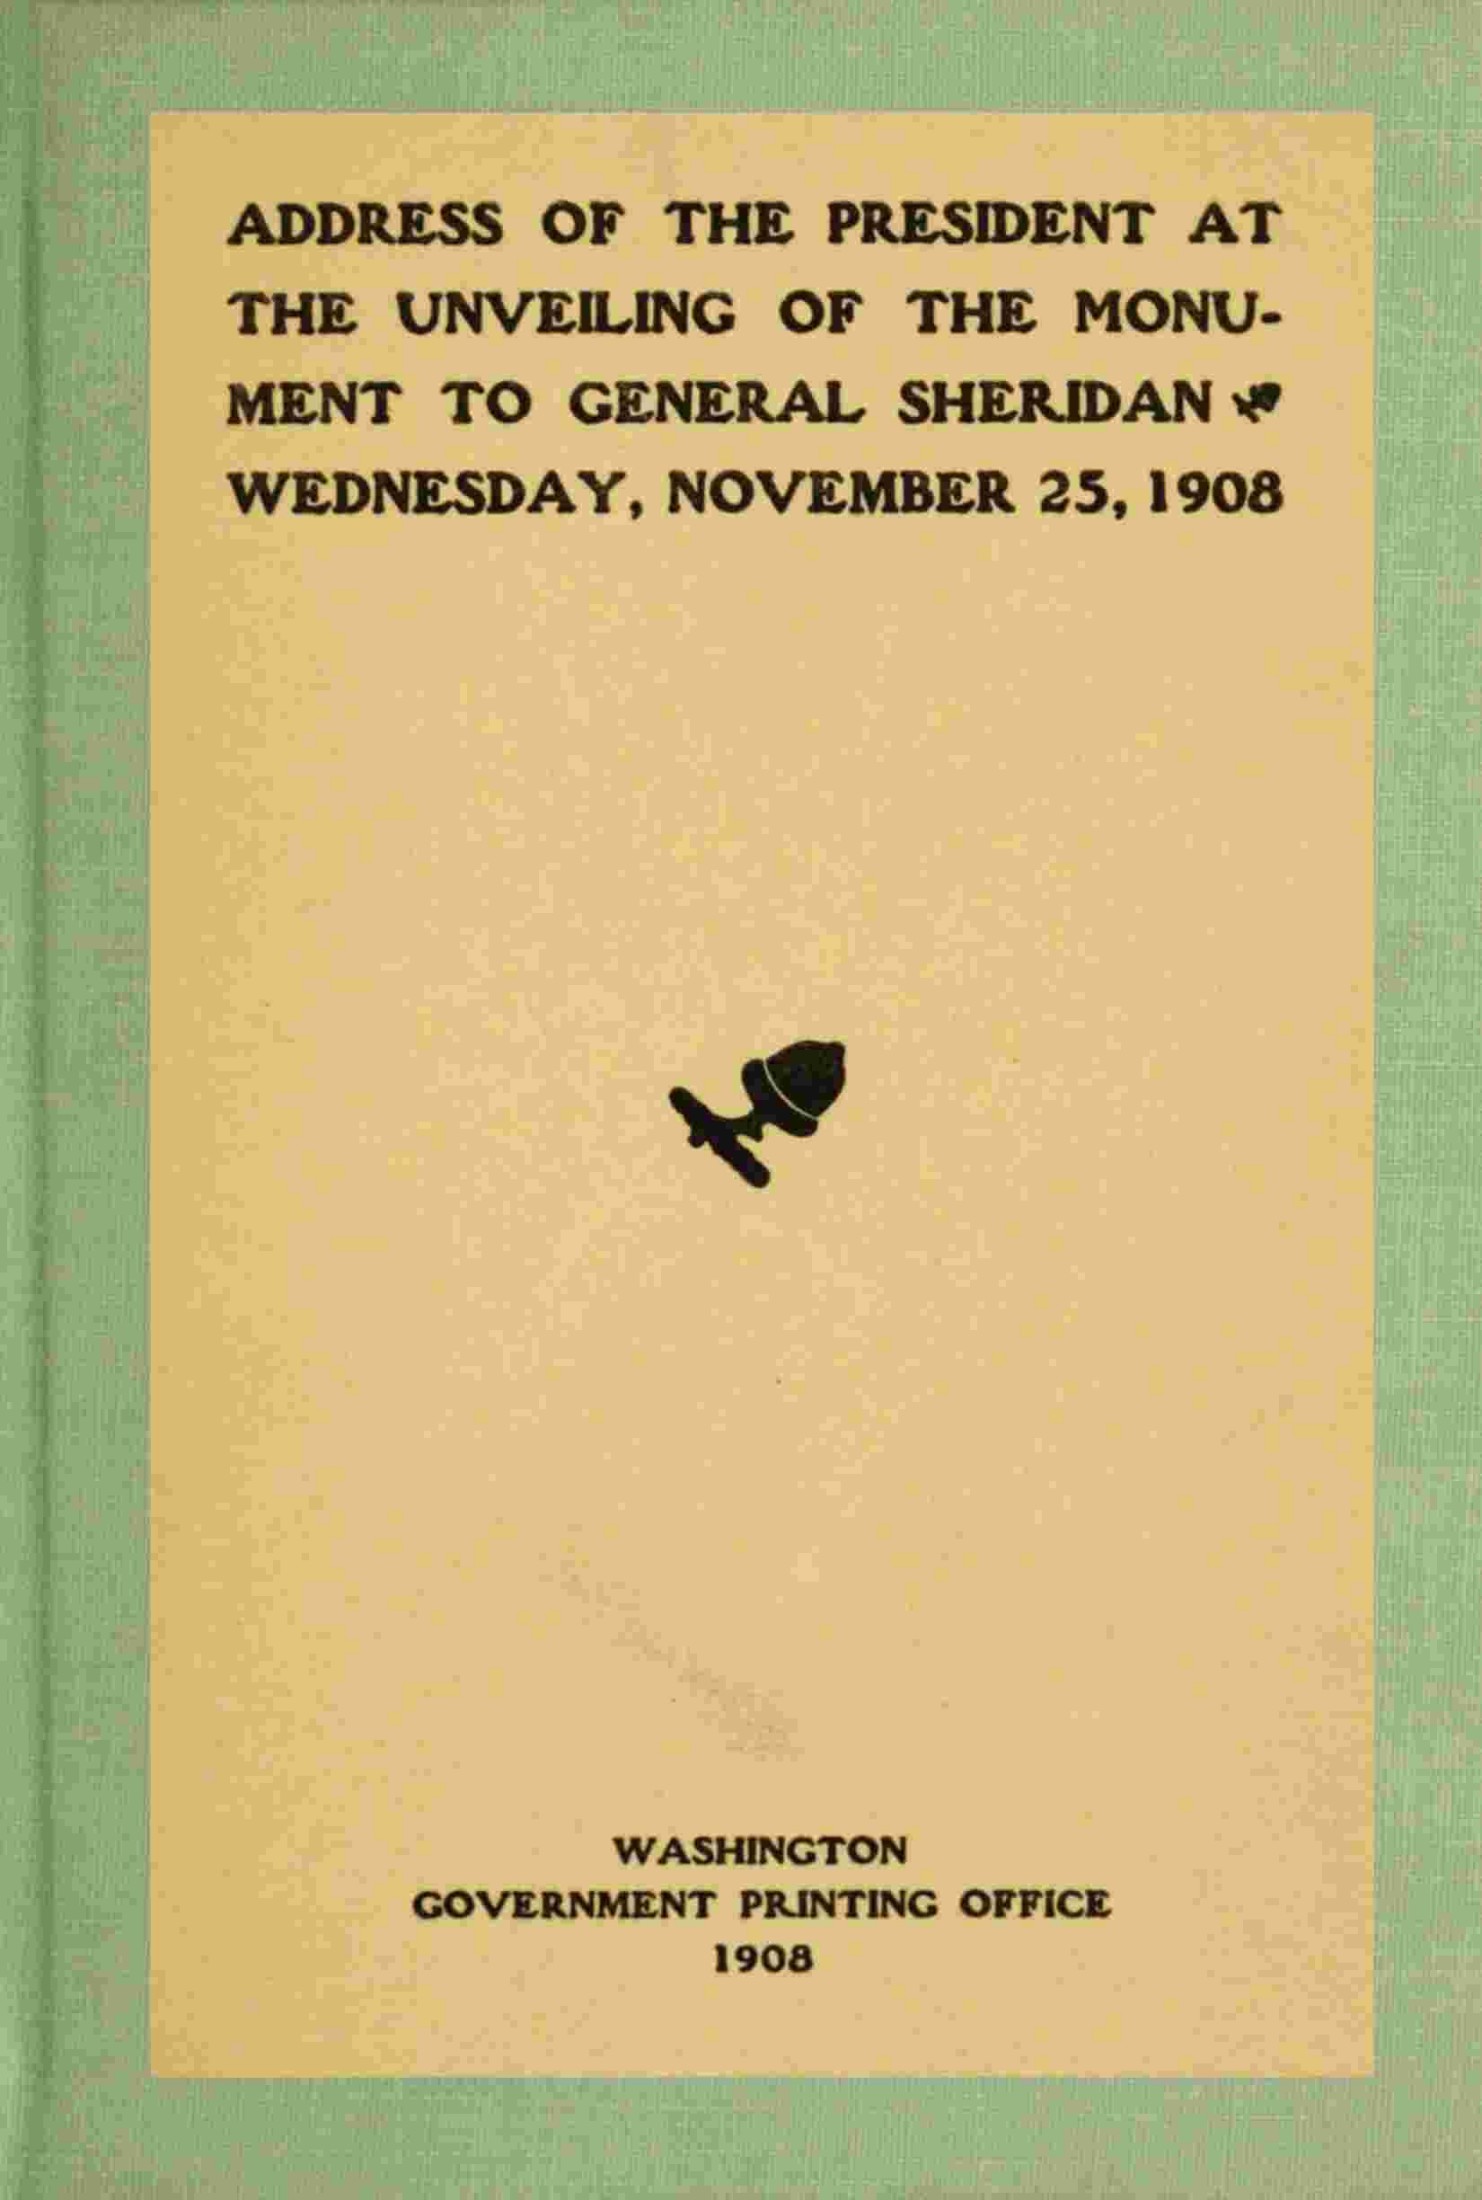 ADDRESS OF THE PRESIDENT AT
THE UNVEILING OF THE MONU-
MENT TO GENERAL SHERIDAN
WEDNESDAY, NOVEMBER 25, 1908
WASHINGTON
GOVERNMENT PRINTING OFFICE
1908